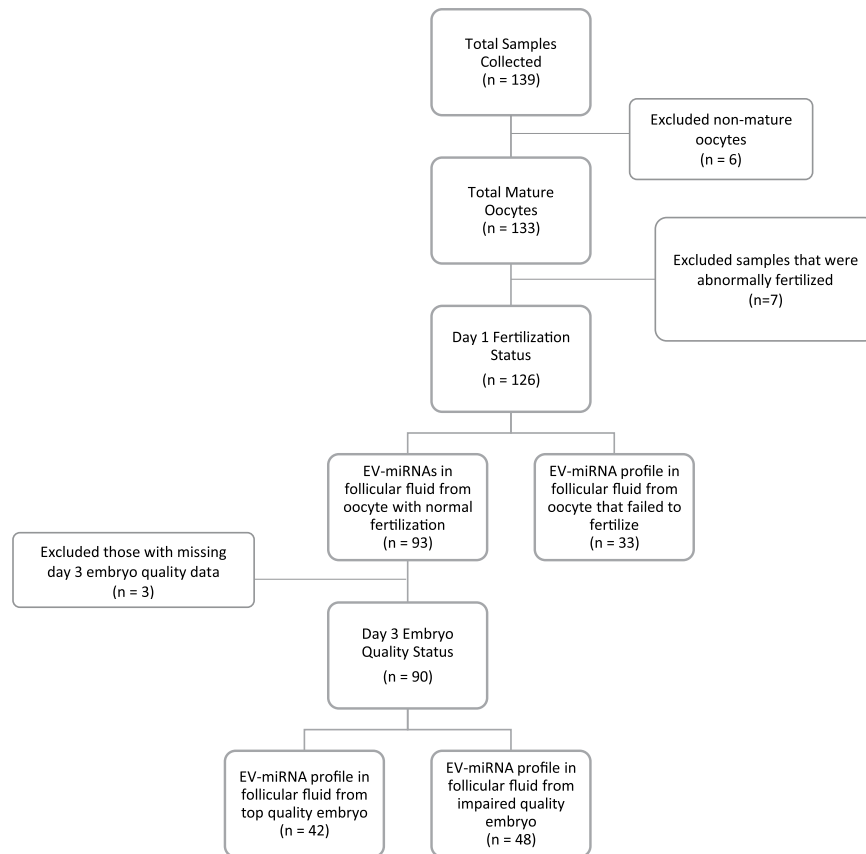 Total Samples
Collected
(n = 139)
Excluded non-mature
oocytes
(n = 6)
Total Mature
Oocytes
(n = 133)
Excluded samples that were
abnormally fertilized
(n=7)
Day 1 Fertilization
Status
(n = 126)
EV-miRNAs in
follicular fluid from
oocyte with normal
fertilization
(n = 93)
EV-miRNA profile in
follicular fluid from
oocyte that failed to
fertilize
(n = 33)
Excluded those with missing
day 3 embryo quality data
(n = 3)
Day 3 Embryo
Quality Status
(n = 90)
EV-miRNA profile in
follicular fluid from
top quality embryo
(n = 42)
EV-miRNA profile in
follicular fluid from
impaired quality
embryo
(n = 48)